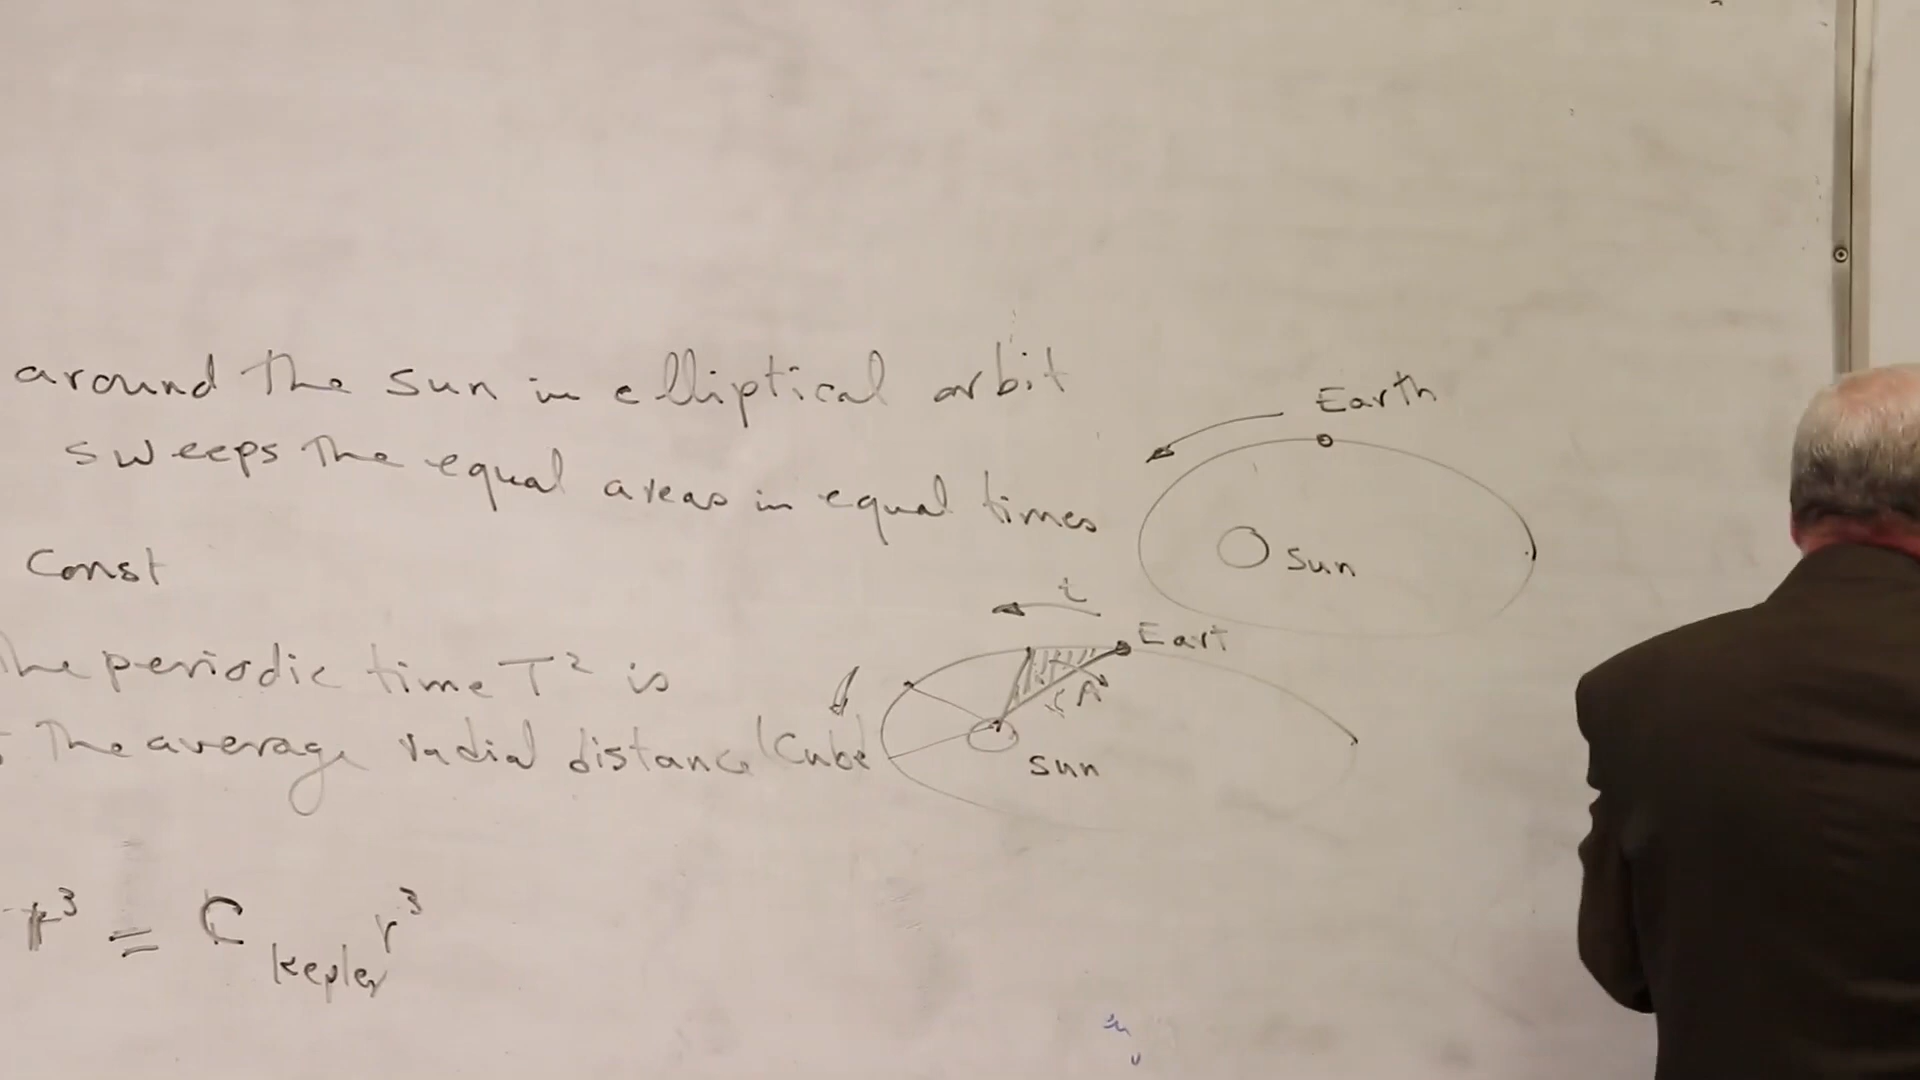 around The sun in elliptical orbit
sweeps The equal areas in equal times
Const
The periodic time T² is
The average radial distance Cube
r³ = C kepler r³
Earth
sun
t
Eart
A
sun